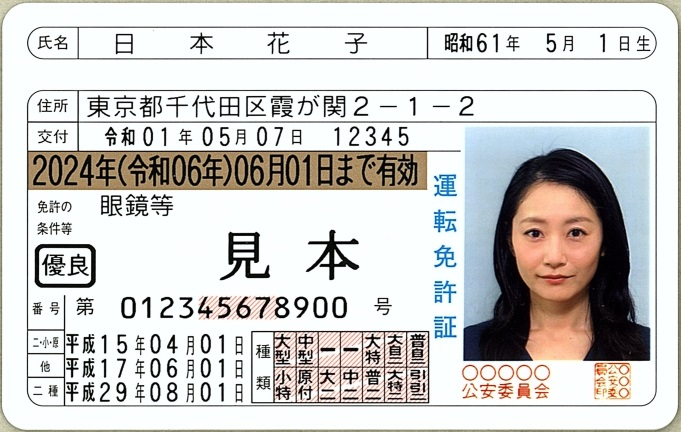 氏名 日本花子 昭和61年5月1日生
住所 東京都千代田区霞が関2-1-2
交付 令和01年05月07日 12345
2024年(令和06年)06月01日まで有効
免許の
条件等
眼鏡等
見本
優良
番号 第 012345678900 号
二・小・原 平成15年04月01日
他 平成17年06月01日
二種 平成29年08月01日
種類
大型 中型 一 一 大特 大自二 普自二
小特 原付 大二 中二 普二 大特二 引引二
運転免許証
○○○○○
公安委員会